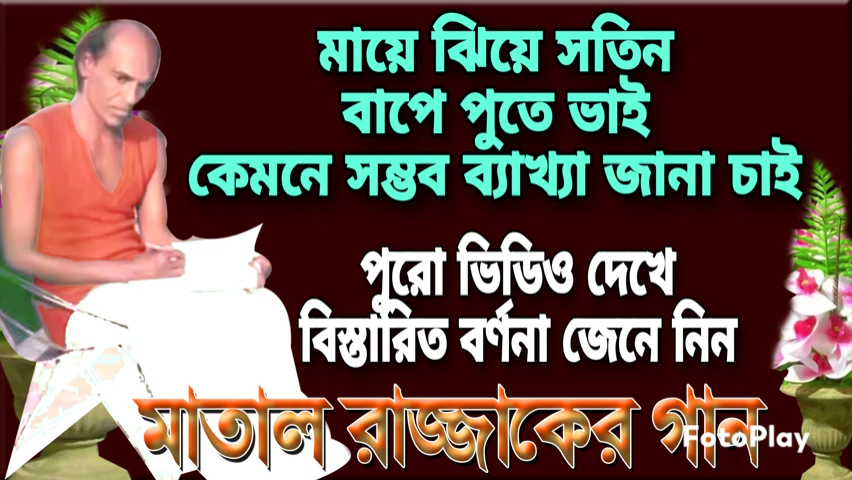 মায়ে ঝিয়ে সতিন
বাপে পুতে ভাই
কেমনে সম্ভব ব্যাখ্যা জানা চাই
পুরো ভিডিও দেখে
বিস্তারিত বর্ণনা জেনে নিন
মাতাল রাজ্জাকের গান
FotoPlay